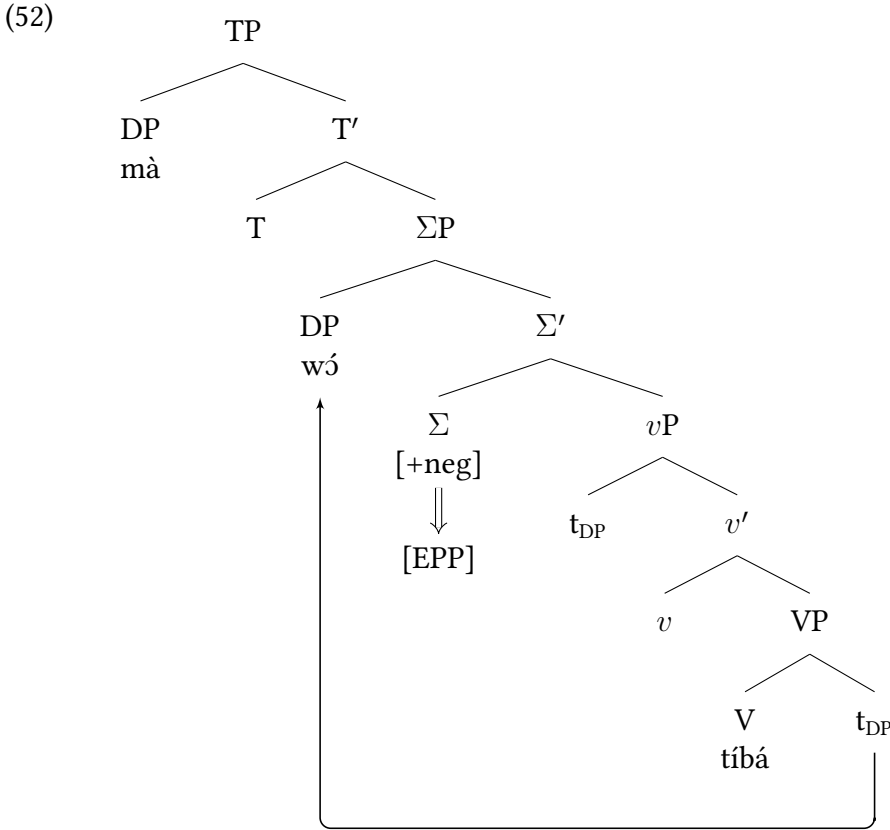 (52)
TP
DP T′
mà
T ΣP
DP Σ′
wɔ́
Σ vP
[+neg]
t_DP v′
[EPP]
v VP
V t_DP
tíbá